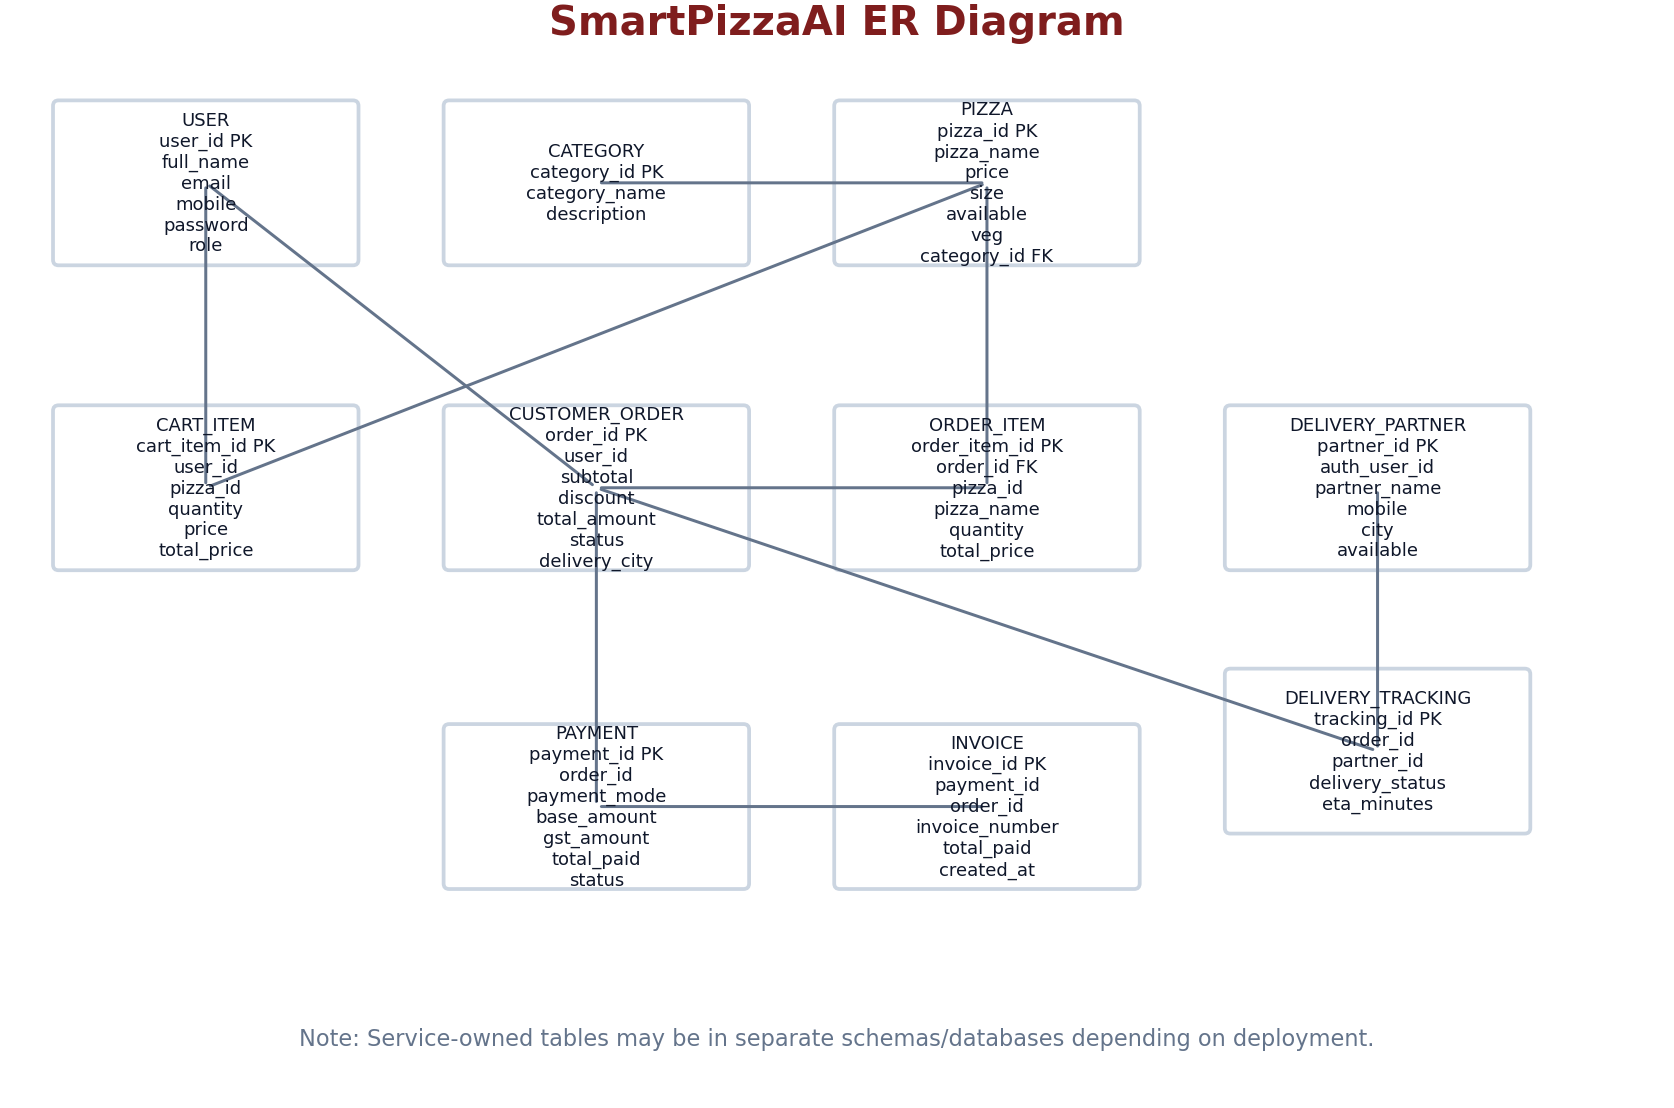 SmartPizzaAI ER Diagram
USER
user_id PK
full_name
email
mobile
password
role
CATEGORY
category_id PK
category_name
description
PIZZA
pizza_id PK
pizza_name
price
size
available
veg
category_id FK
CART_ITEM
cart_item_id PK
user_id
pizza_id
quantity
price
total_price
CUSTOMER_ORDER
order_id PK
user_id
subtotal
discount
total_amount
status
delivery_city
ORDER_ITEM
order_item_id PK
order_id FK
pizza_id
pizza_name
quantity
total_price
DELIVERY_PARTNER
partner_id PK
auth_user_id
partner_name
mobile
city
available
PAYMENT
payment_id PK
order_id
payment_mode
base_amount
gst_amount
total_paid
status
INVOICE
invoice_id PK
payment_id
order_id
invoice_number
total_paid
created_at
DELIVERY_TRACKING
tracking_id PK
order_id
partner_id
delivery_status
eta_minutes
Note: Service-owned tables may be in separate schemas/databases depending on deployment.